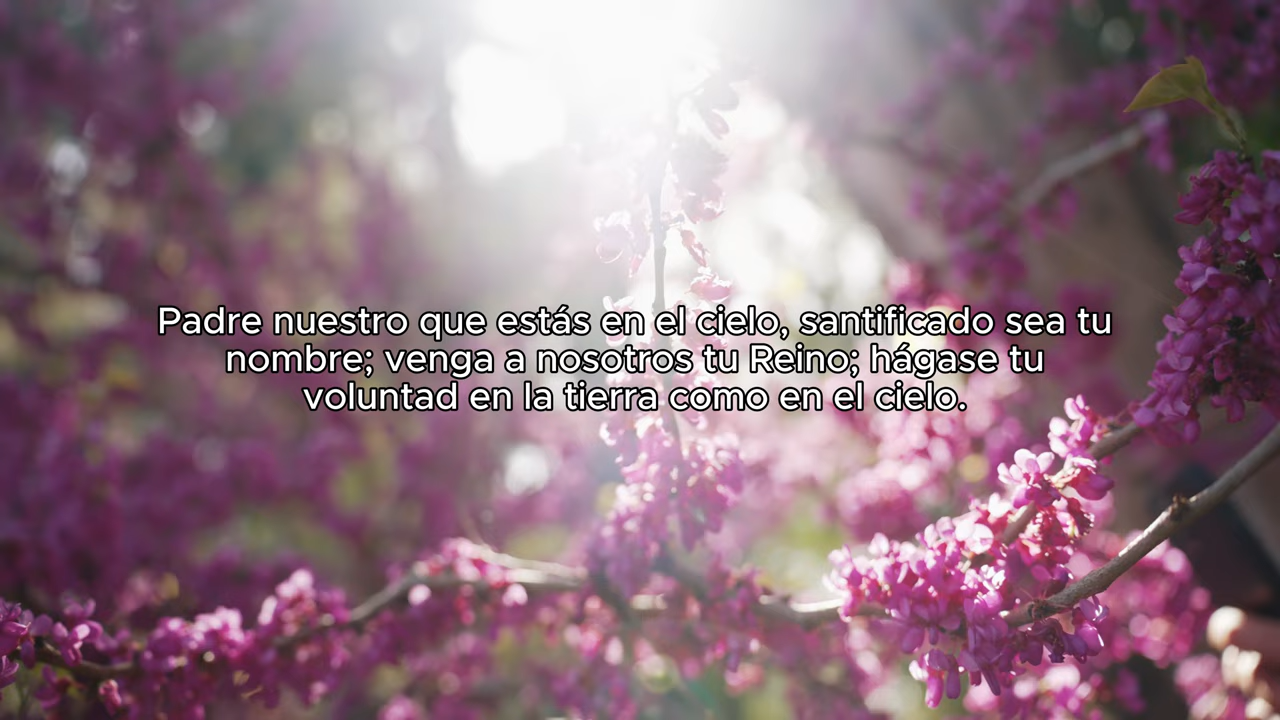 Padre nuestro que estás en el cielo, santificado sea tu
nombre; venga a nosotros tu Reino; hágase tu
voluntad en la tierra como en el cielo.